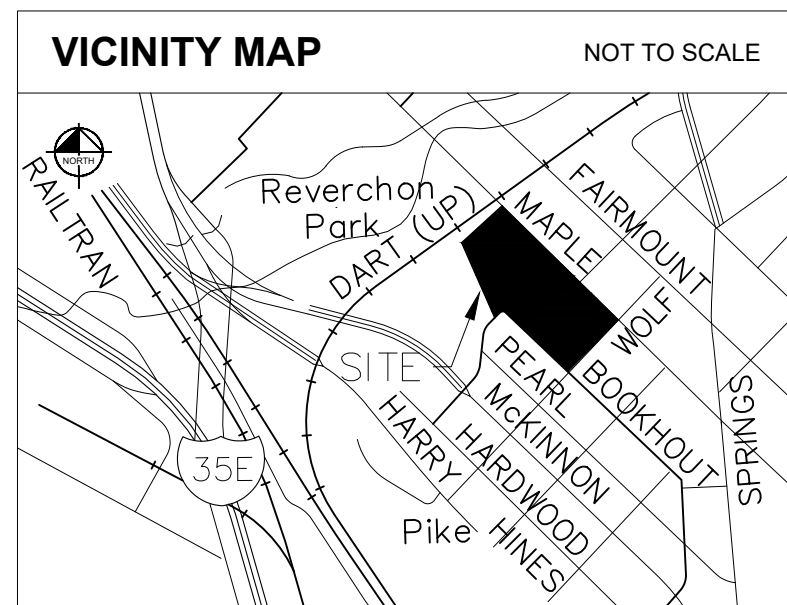 VICINITY MAP
NOT TO SCALE
NORTH
RAILTRAN
Reverchon
Park
DART (UP)
MAPLE
FAIRMOUNT
WOLF
SITE
PEARL
BOOKHOUT
McKINNON
HARDWOOD
HARRY HINES
SPRINGS
35E
Pike